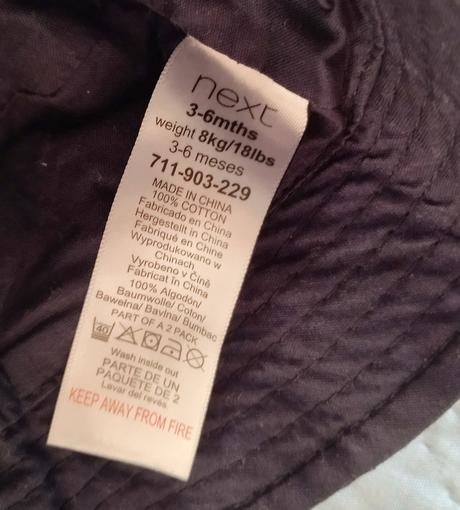 next
3-6mths
weight 8kg/18lbs
3-6 meses
711-903-229
MADE IN CHINA
100% COTTON
Fabricado en China
Hergestellt in China
Fabriqué en Chine
Wyprodukowano w
Chinach
Vyrobeno v Číně
Fabricat în China
100% Algodón/
Baumwolle/ Coton/
Bawełna/ Bavlna/ Bumbac
PART OF A 2 PACK
40
Wash inside out
PARTE DE UN
PAQUETE DE 2
Lavar del revés.
KEEP AWAY FROM FIRE